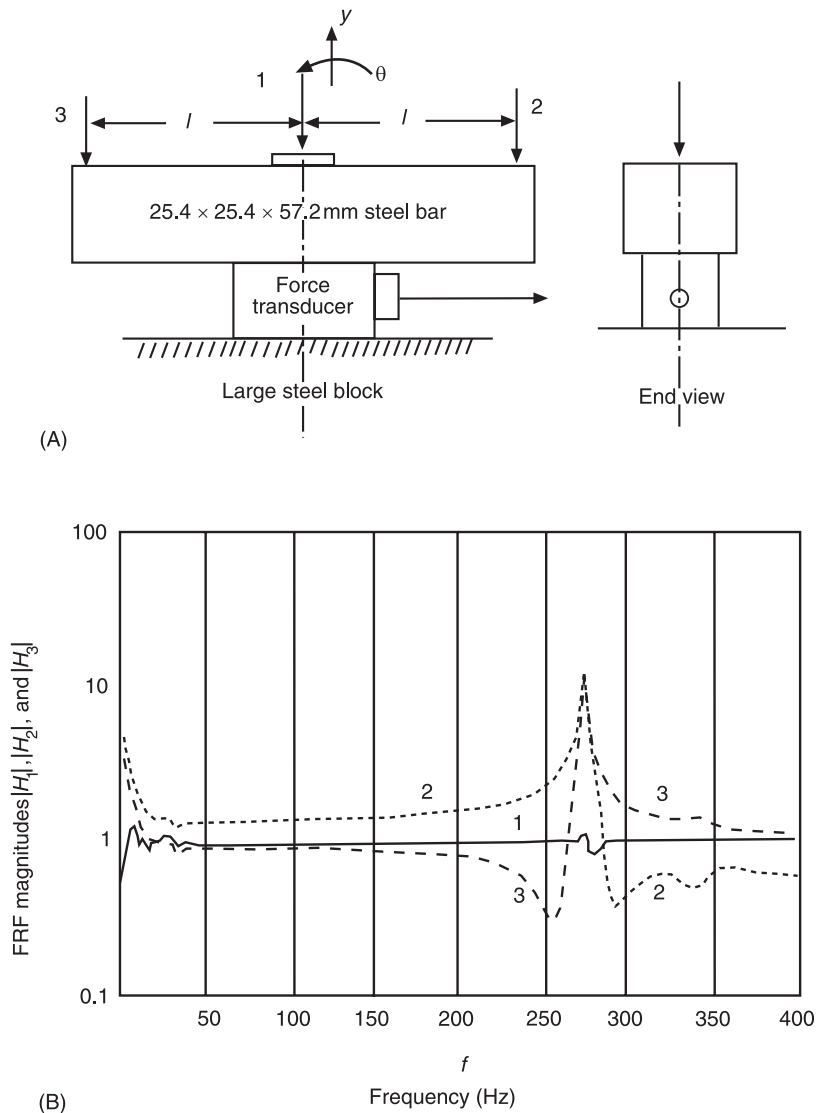 y
1
θ
3
l
l
2
25.4 × 25.4 × 57.2 mm steel bar
Force
transducer
Large steel block
End view
(A)
100
10
1
0.1
FRF magnitudes |H1|, |H2|, and |H3|
2
1
3
3
2
50 100 150 200 250 300 350 400
f
Frequency (Hz)
(B)